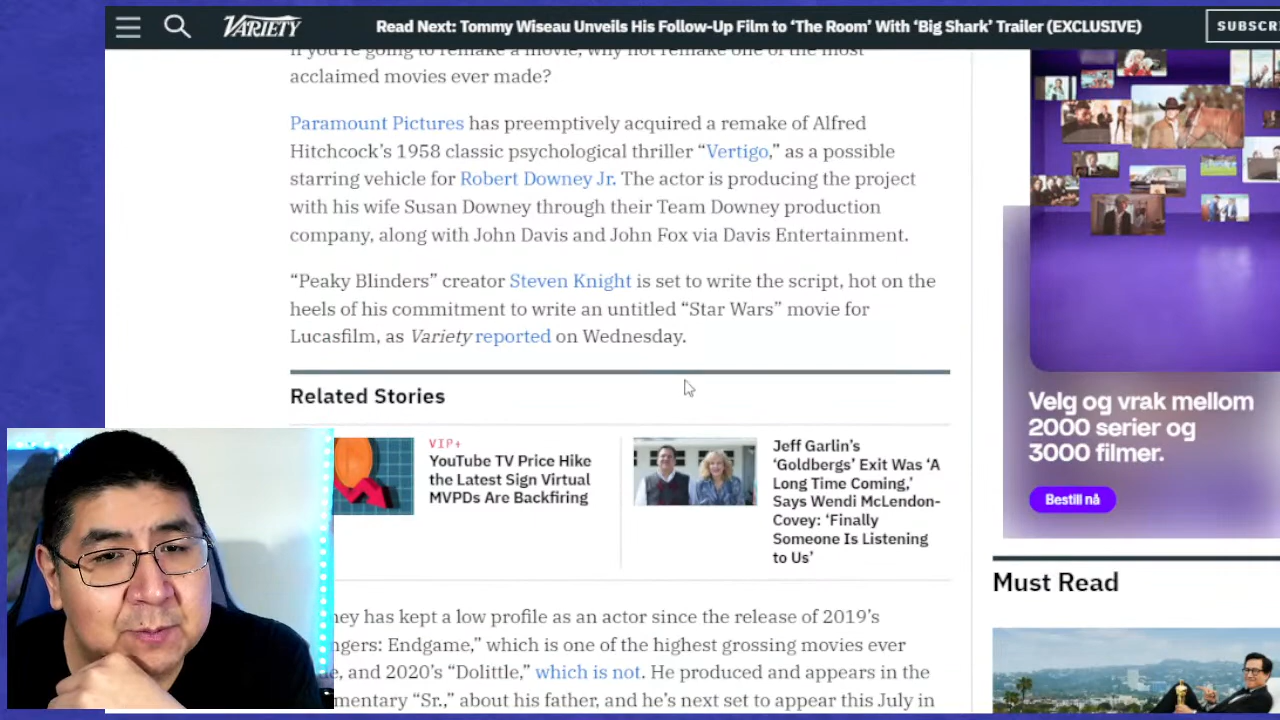 VARIETY
Read Next: Tommy Wiseau Unveils His Follow-Up Film to ‘The Room’ With ‘Big Shark’ Trailer (EXCLUSIVE)
If you're going to remake a movie, why not remake one of the most
acclaimed movies ever made?
Paramount Pictures has preemptively acquired a remake of Alfred
Hitchcock’s 1958 classic psychological thriller “Vertigo,” as a possible
starring vehicle for Robert Downey Jr. The actor is producing the project
with his wife Susan Downey through their Team Downey production
company, along with John Davis and John Fox via Davis Entertainment.
“Peaky Blinders” creator Steven Knight is set to write the script, hot on the
heels of his commitment to write an untitled “Star Wars” movie for
Lucasfilm, as Variety reported on Wednesday.
Related Stories
VIP+
YouTube TV Price Hike
the Latest Sign Virtual
MVPDs Are Backfiring
Jeff Garlin’s
‘Goldbergs’ Exit Was ‘A
Long Time Coming,’
Says Wendi McLendon-
Covey: ‘Finally
Someone Is Listening
to Us’
has kept a low profile as an actor since the release of 2019’s
Endgame,” which is one of the highest grossing movies ever
and 2020’s “Dolittle,” which is not. He produced and appears in the
“Sr.,” about his father, and he’s next set to appear this July in
Velg og vrak mellom
2000 serier og
3000 filmer.
Bestill nå
Must Read